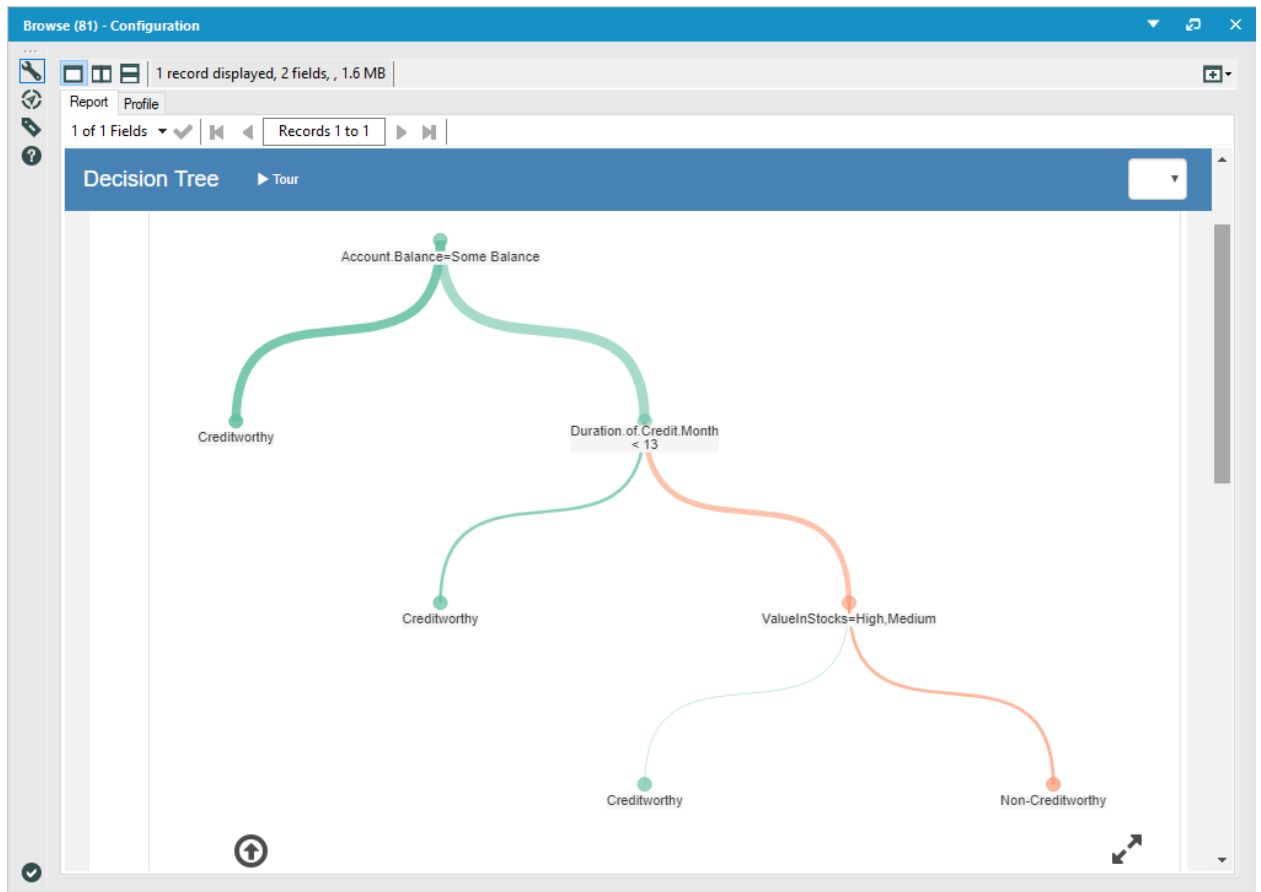 Browse (81) - Configuration
1 record displayed, 2 fields, , 1.6 MB
Report Profile
1 of 1 Fields Records 1 to 1
Decision Tree Tour
Account.Balance=Some Balance
Creditworthy
Duration.of.Credit.Month
< 13
Creditworthy
ValueInStocks=High,Medium
Creditworthy
Non-Creditworthy